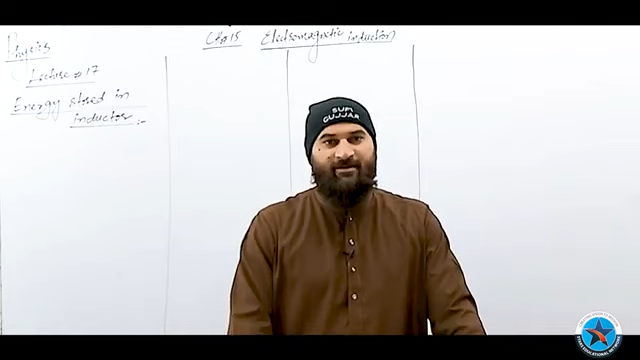 Physics
Lecture # 17
Energy stored in
inductor :-
Ch# 15 Electromagnetic induction
SUFI
GUJJAR